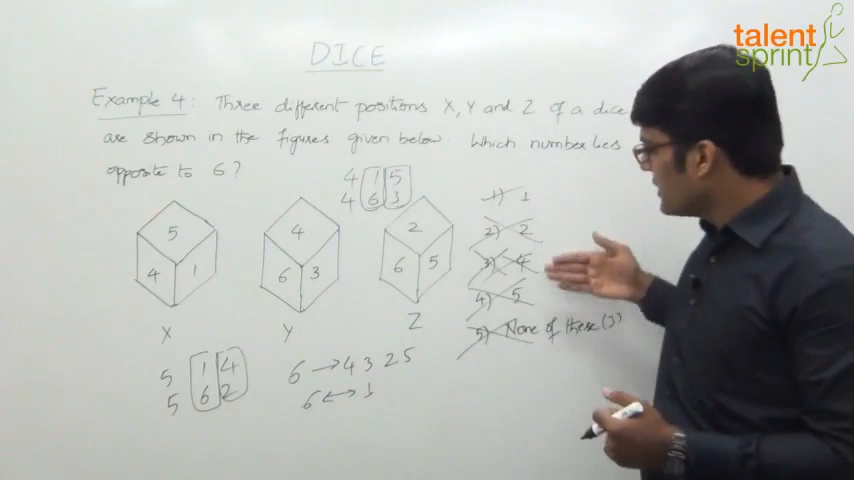 talent
sprint
DICE
Example 4 : Three different positions X, Y and Z of a dice
are shown in the figures given below. Which number lies
opposite to 6 ?
4 1 5
4 6 3
5
4 1
X
4
6 3
Y
2
6 5
Z
1) 1
2) 2
3) 4
4) 5
5) None of these (3)
5 1 4
5 6 2
6 → 4 3 2 5
6 ↔ 1